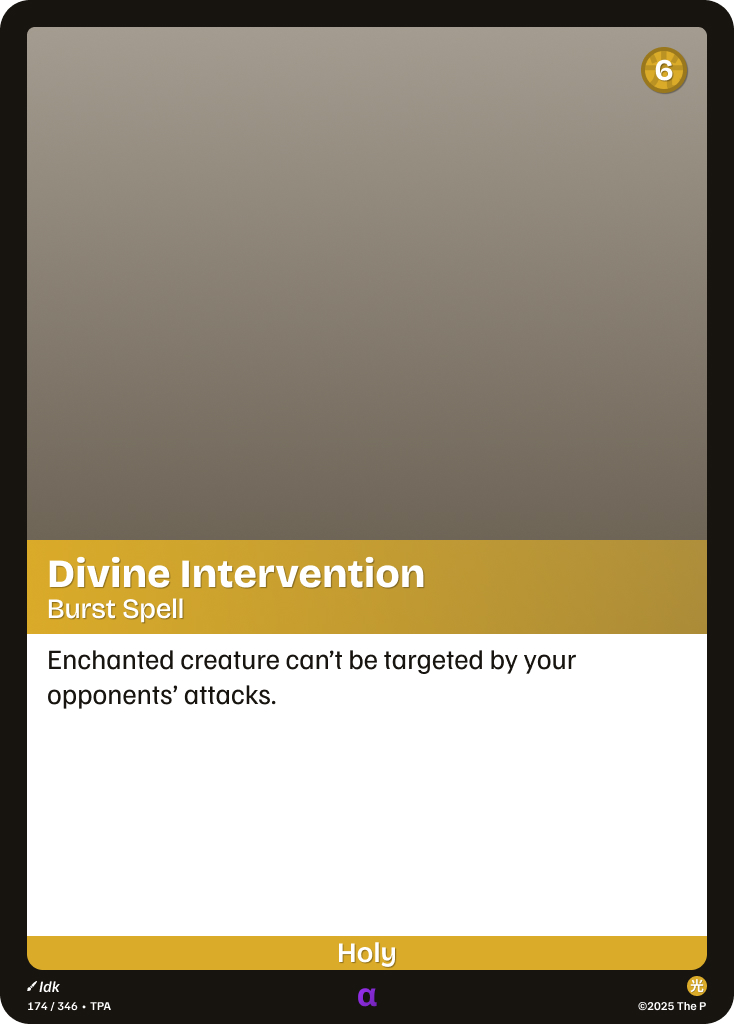 6
Divine Intervention
Burst Spell
Enchanted creature can’t be targeted by your
opponents’ attacks.
Holy
Idk
光
174 / 346 • TPA
α
©2025 The P